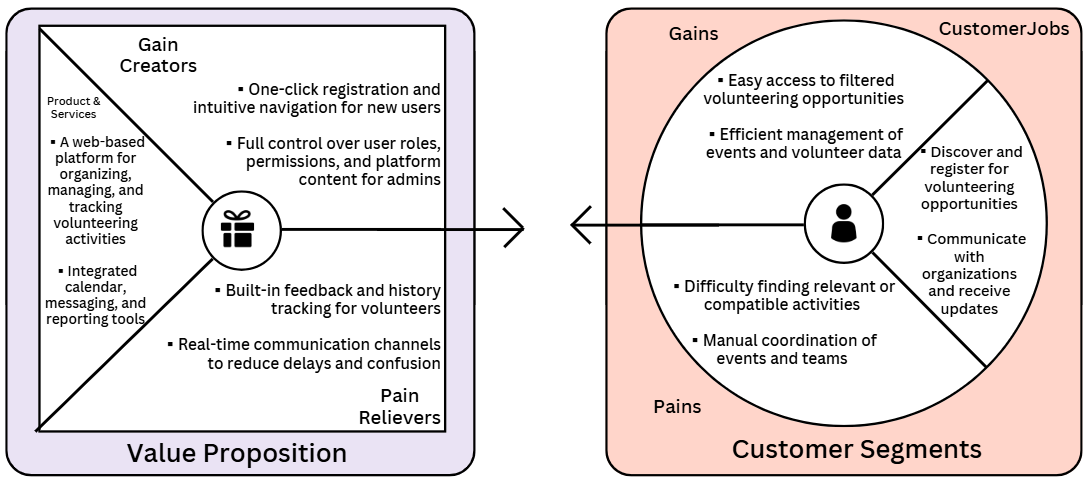 Gain
Creators
▪ One-click registration and
intuitive navigation for new users
▪ Full control over user roles,
permissions, and platform
content for admins
Product &
Services
▪ A web-based
platform for
organizing,
managing, and
tracking
volunteering
activities
▪ Integrated
calendar,
messaging, and
reporting tools
▪ Built-in feedback and history
tracking for volunteers
▪ Real-time communication channels
to reduce delays and confusion
Pain
Relievers
Value Proposition
Gains
CustomerJobs
▪ Easy access to filtered
volunteering opportunities
▪ Efficient management of
events and volunteer data
▪ Discover and
register for
volunteering
opportunities
▪ Communicate
with
organizations
and receive
updates
▪ Difficulty finding relevant or
compatible activities
▪ Manual coordination of
events and teams
Pains
Customer Segments